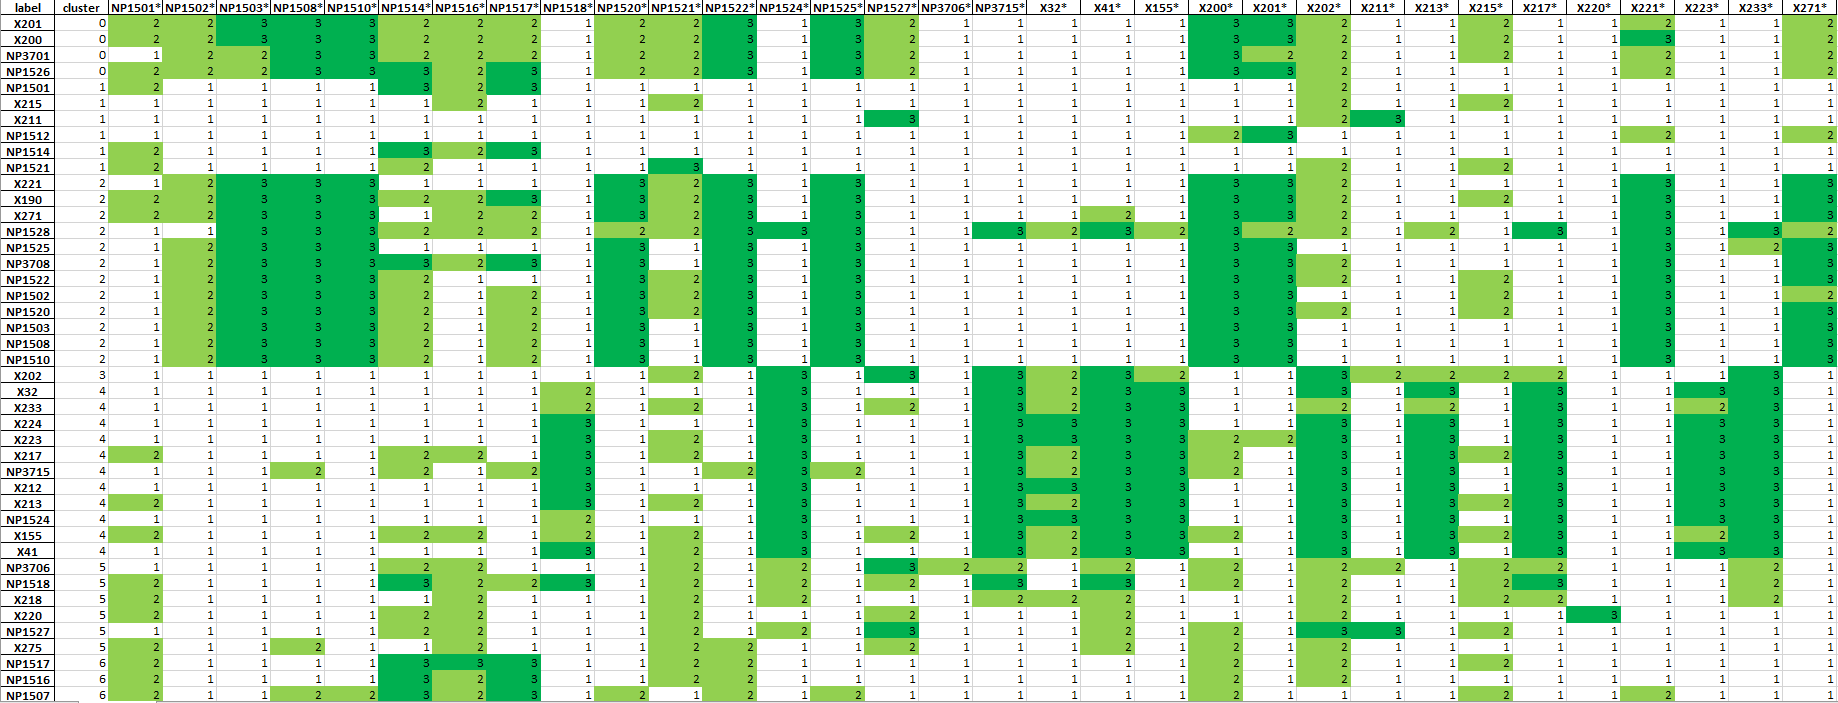 label cluster NP1501* NP1502* NP1503* NP1508* NP1510* NP1514* NP1516* NP1517* NP1518* NP1520* NP1521* NP1522* NP1524* NP1525* NP1527* NP3706* NP3715* X32* X41* X155* X200* X201* X202* X211* X213* X215* X217* X220* X221* X223* X233* X271*
X201 0 2 2 3 3 3 2 2 2 1 2 2 3 1 3 2 1 1 1 1 1 3 3 2 1 1 2 1 1 2 1 1 2
X200 0 2 2 3 3 3 2 2 2 1 2 2 3 1 3 2 1 1 1 1 1 3 3 2 1 1 2 1 1 3 1 1 2
NP3701 0 1 2 2 3 3 2 2 2 1 2 2 3 1 3 2 1 1 1 1 1 3 2 2 1 1 2 1 1 2 1 1 2
NP1526 0 2 2 2 3 3 3 2 3 1 2 2 3 1 3 2 1 1 1 1 1 3 3 2 1 1 1 1 1 2 1 1 2
NP1501 1 2 1 1 1 1 3 2 3 1 1 1 1 1 1 1 1 1 1 1 1 1 1 2 1 1 1 1 1 1 1 1 1
X215 1 1 1 1 1 1 1 2 1 1 1 2 1 1 1 1 1 1 1 1 1 1 1 2 1 1 2 1 1 1 1 1 1
X211 1 1 1 1 1 1 1 1 1 1 1 1 1 1 1 3 1 1 1 1 1 1 1 2 3 1 1 1 1 1 1 1 1
NP1512 1 1 1 1 1 1 1 1 1 1 1 1 1 1 1 1 1 1 1 1 1 2 3 1 1 1 1 1 1 2 1 1 2
NP1514 1 2 1 1 1 1 3 2 3 1 1 1 1 1 1 1 1 1 1 1 1 1 1 1 1 1 1 1 1 1 1 1 1
NP1521 1 2 1 1 1 1 2 1 1 1 1 3 1 1 1 1 1 1 1 1 1 1 1 2 1 1 2 1 1 1 1 1 1
X221 2 1 2 3 3 3 1 1 1 1 3 2 3 1 3 1 1 1 1 1 1 3 3 2 1 1 1 1 1 3 1 1 3
X190 2 2 2 3 3 3 2 2 3 1 3 2 3 1 3 1 1 1 1 1 1 3 3 2 1 1 2 1 1 3 1 1 3
X271 2 2 2 3 3 3 1 2 2 1 3 2 3 1 3 1 1 1 1 2 1 3 3 2 1 1 1 1 1 3 1 1 3
NP1528 2 1 1 3 3 3 2 2 2 1 2 2 3 3 3 1 1 3 2 3 2 3 2 2 1 2 1 3 1 3 1 3 2
NP1525 2 1 2 3 3 3 1 1 1 1 3 1 3 1 3 1 1 1 1 1 1 3 3 1 1 1 1 1 1 3 1 2 3
NP3708 2 1 2 3 3 3 3 2 3 1 3 1 3 1 3 1 1 1 1 1 1 3 3 2 1 1 1 1 1 3 1 1 3
NP1522 2 1 2 3 3 3 2 1 1 1 3 2 3 1 3 1 1 1 1 1 1 3 3 2 1 1 2 1 1 3 1 1 3
NP1502 2 1 2 3 3 3 2 1 2 1 3 2 3 1 3 1 1 1 1 1 1 3 3 1 1 1 2 1 1 3 1 1 2
NP1520 2 1 2 3 3 3 2 1 2 1 3 2 3 1 3 1 1 1 1 1 1 3 3 2 1 1 2 1 1 3 1 1 3
NP1503 2 1 2 3 3 3 2 1 2 1 3 1 3 1 3 1 1 1 1 1 1 3 3 1 1 1 1 1 1 3 1 1 3
NP1508 2 1 2 3 3 3 2 1 2 1 3 1 3 1 3 1 1 1 1 1 1 3 3 1 1 1 1 1 1 3 1 1 3
NP1510 2 1 2 3 3 3 2 1 2 1 3 1 3 1 3 1 1 1 1 1 1 3 3 1 1 1 1 1 1 3 1 1 3
X202 3 1 1 1 1 1 1 1 1 1 1 2 1 3 1 3 1 3 2 3 2 1 1 3 2 2 2 2 1 1 1 3 1
X32 4 1 1 1 1 1 1 1 1 2 1 1 1 3 1 1 1 3 2 3 3 1 1 3 1 3 1 3 1 1 3 3 1
X233 4 1 1 1 1 1 1 1 1 2 1 2 1 3 1 2 1 3 2 3 3 1 1 2 1 2 1 3 1 1 2 3 1
X224 4 1 1 1 1 1 1 1 1 3 1 1 1 3 1 1 1 3 3 3 3 1 1 3 1 3 1 3 1 1 3 3 1
X223 4 1 1 1 1 1 1 1 1 3 1 2 1 3 1 1 1 3 3 3 3 2 2 3 1 3 1 3 1 1 3 3 1
X217 4 2 1 1 1 1 2 2 1 3 1 2 1 3 1 1 1 3 2 3 3 2 1 3 1 3 2 3 1 1 3 3 1
NP3715 4 1 1 1 2 1 2 1 2 3 1 1 2 3 2 1 1 3 2 3 3 2 1 3 1 3 1 3 1 1 3 3 1
X212 4 1 1 1 1 1 1 1 1 3 1 1 1 3 1 1 1 3 3 3 3 1 1 3 1 3 1 3 1 1 3 3 1
X213 4 2 1 1 1 1 1 1 1 3 1 2 1 3 1 1 1 3 2 3 3 1 1 3 1 3 2 3 1 1 3 3 1
NP1524 4 1 1 1 1 1 1 1 1 2 1 1 1 3 1 1 1 3 3 3 3 1 1 3 1 3 1 3 1 1 3 3 1
X155 4 2 1 1 1 1 2 2 1 2 1 2 1 3 1 2 1 3 2 3 3 2 1 3 1 3 2 3 1 1 2 3 1
X41 4 1 1 1 1 1 1 1 1 3 1 2 1 3 1 1 1 3 2 3 3 1 1 3 1 3 1 3 1 1 3 3 1
NP3706 5 1 1 1 1 1 2 2 1 1 1 2 1 2 1 3 2 2 1 2 1 2 1 2 2 1 2 2 1 1 1 2 1
NP1518 5 2 1 1 1 1 3 2 2 3 1 2 1 2 1 2 1 3 1 3 1 2 1 2 1 1 2 3 1 1 1 2 1
X218 5 2 1 1 1 1 1 2 1 1 1 2 1 2 1 1 1 2 2 2 1 1 1 2 1 1 2 2 1 1 1 2 1
X220 5 2 1 1 1 1 2 2 1 1 1 2 1 1 1 2 1 1 1 2 1 1 1 2 1 1 1 1 3 1 1 1 1
NP1527 5 1 1 1 1 1 2 2 1 1 1 2 1 2 1 3 1 1 1 2 1 2 1 3 3 1 2 1 1 1 1 1 1
X275 5 2 1 1 2 1 1 2 1 1 1 2 2 1 1 2 1 1 1 2 1 2 1 2 1 1 1 1 1 1 1 1 1
NP1517 6 2 1 1 1 1 3 3 3 1 1 2 2 1 1 1 1 1 1 1 1 2 1 2 1 1 2 1 1 1 1 1 1
NP1516 6 2 1 1 1 1 3 2 3 1 1 2 2 1 1 1 1 1 1 1 1 2 1 2 1 1 1 1 1 1 1 1 1
NP1507 6 2 1 1 2 2 3 2 3 1 2 1 2 1 2 1 1 1 1 1 1 2 1 1 1 1 2 1 1 2 1 1 1